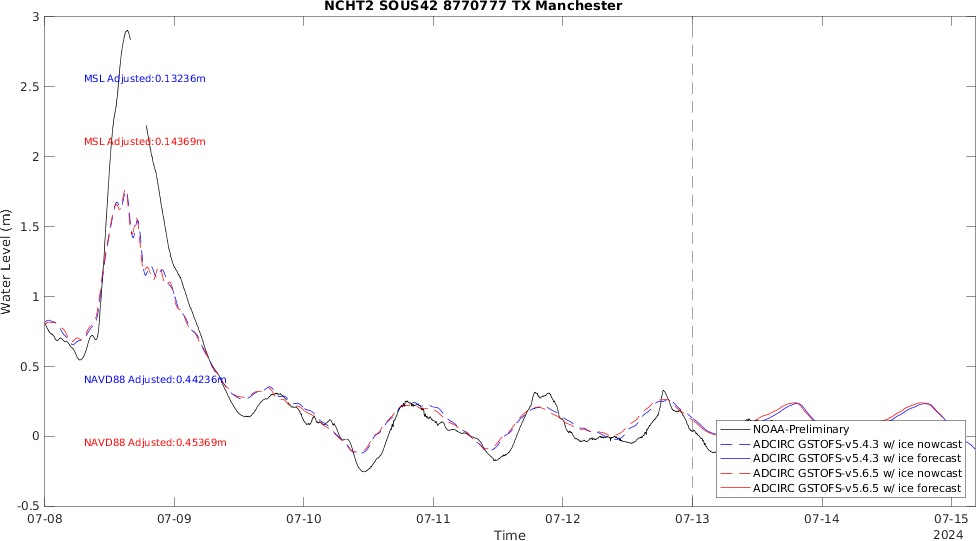 NCHT2 SOUS42 8770777 TX Manchester
3
2.5
2
1.5
1
0.5
0
-0.5
Water Level (m)
MSL Adjusted:0.13236m
MSL Adjusted:0.14369m
NAVD88 Adjusted:0.44236m
NAVD88 Adjusted:0.45369m
NOAA-Preliminary
ADCIRC GSTOFS-v5.4.3 w/ ice nowcast
ADCIRC GSTOFS-v5.4.3 w/ ice forecast
ADCIRC GSTOFS-v5.6.5 w/ ice nowcast
ADCIRC GSTOFS-v5.6.5 w/ ice forecast
07-08 07-09 07-10 07-11 07-12 07-13 07-14 07-15
Time
2024